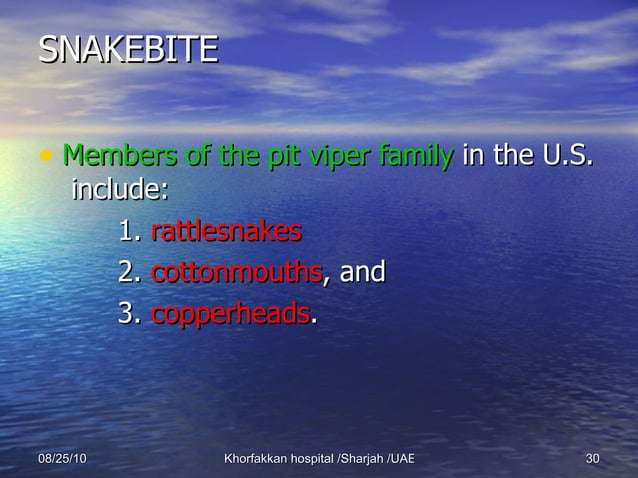 SNAKEBITE
• Members of the pit viper family in the U.S.
include:
1. rattlesnakes
2. cottonmouths, and
3. copperheads.
08/25/10 Khorfakkan hospital /Sharjah /UAE 30